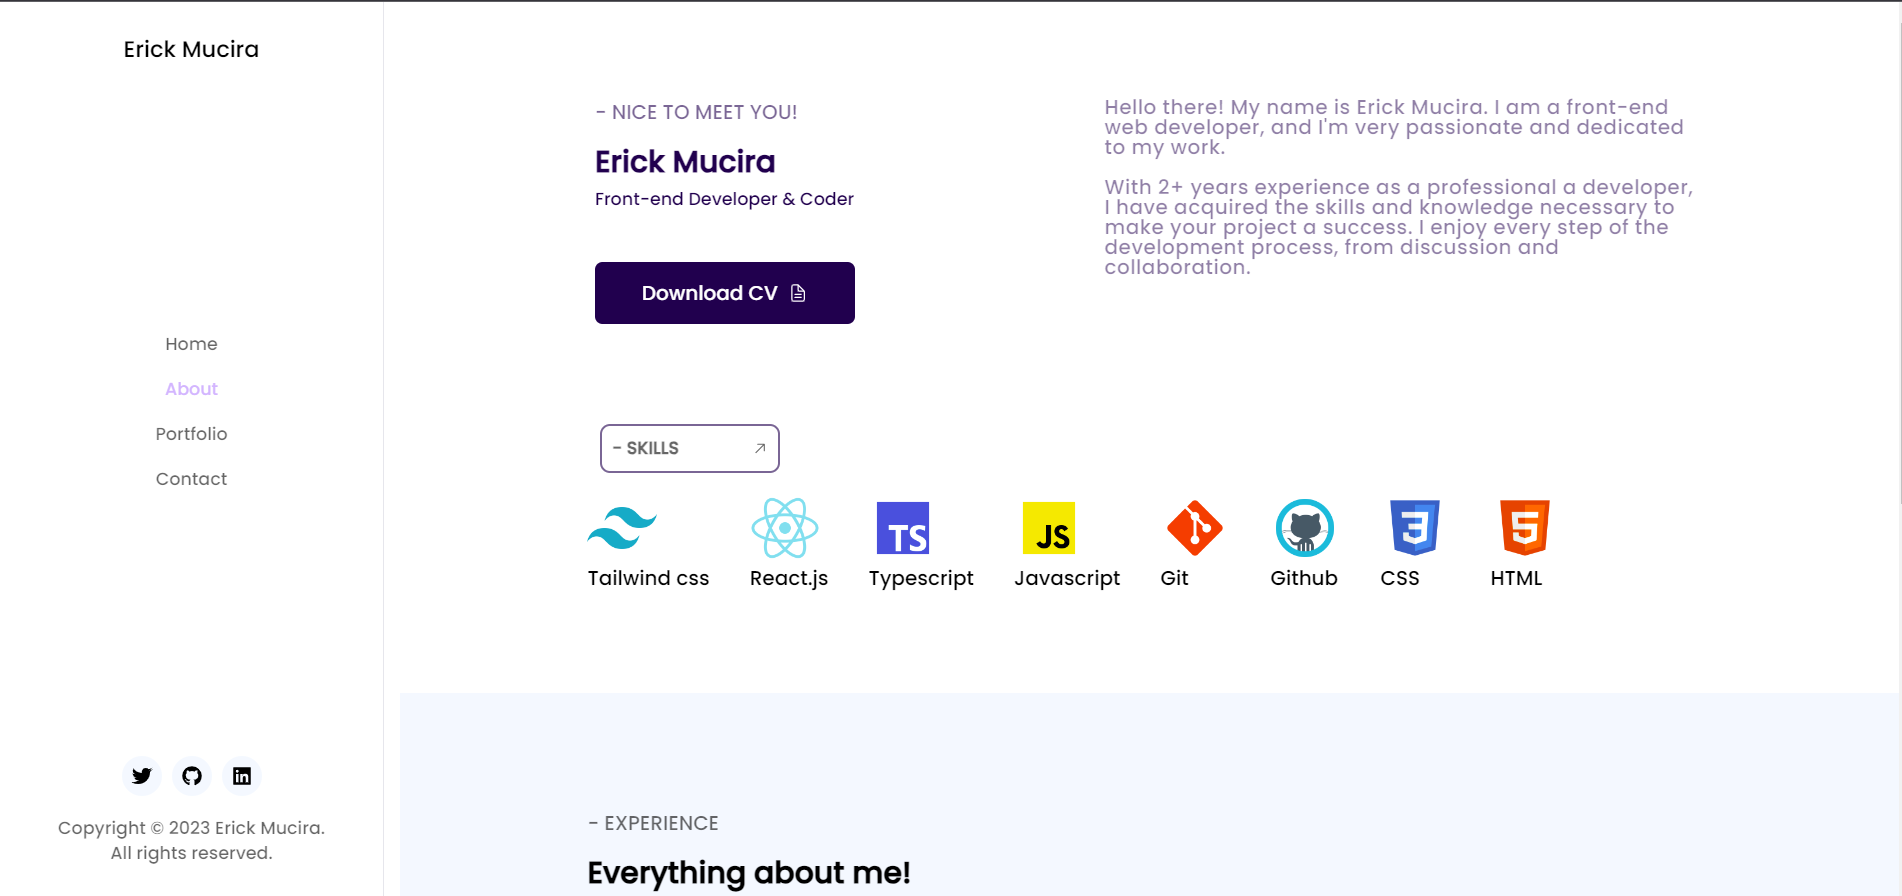 Erick Mucira
Home
About
Portfolio
Contact
Copyright © 2023 Erick Mucira.
All rights reserved.
- NICE TO MEET YOU!
Erick Mucira
Front-end Developer & Coder
Download CV
Hello there! My name is Erick Mucira. I am a front-end
web developer, and I'm very passionate and dedicated
to my work.
With 2+ years experience as a professional a developer,
I have acquired the skills and knowledge necessary to
make your project a success. I enjoy every step of the
development process, from discussion and
collaboration.
- SKILLS
TS
JS
3
5
Tailwind css
React.js
Typescript
Javascript
Git
Github
CSS
HTML
- EXPERIENCE
Everything about me!